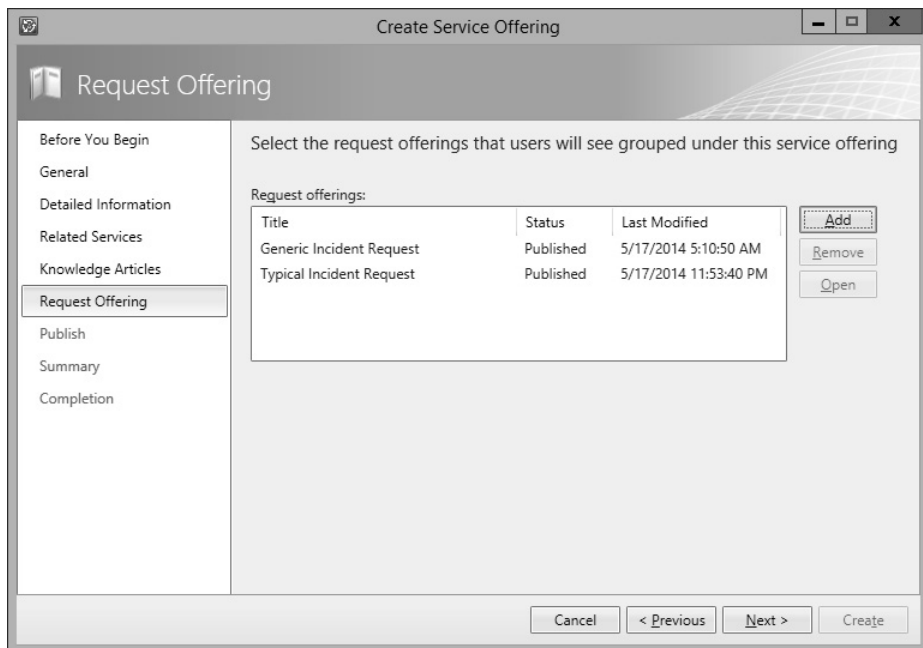 Create Service Offering
Request Offering
Before You Begin
General
Detailed Information
Related Services
Knowledge Articles
Request Offering
Publish
Summary
Completion
Select the request offerings that users will see grouped under this service offering
Request offerings:
Title Status Last Modified
Generic Incident Request Published 5/17/2014 5:10:50 AM
Typical Incident Request Published 5/17/2014 11:53:40 PM
Add
Remove
Open
Cancel < Previous Next > Create